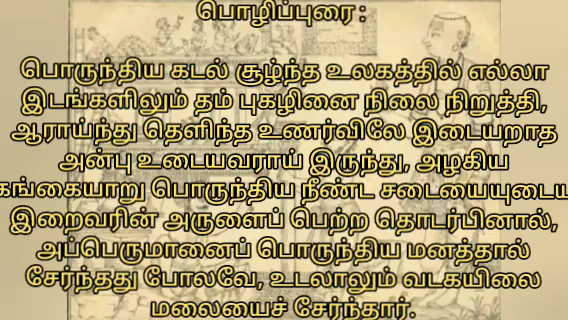 பொழிப்புரை :
பொருந்திய கடல் சூழ்ந்த உலகத்தில் எல்லா
இடங்களிலும் தம் புகழினை நிலை நிறுத்தி,
ஆராய்ந்து தெளிந்த உணர்விலே இடையறாத
அன்பு உடையவராய் இருந்து, அழகிய
கங்கையாறு பொருந்திய நீண்ட சடையையுடைய
இறைவரின் அருளைப் பெற்ற தொடர்பினால்,
அப்பெருமானைப் பொருந்திய மனத்தால்
சேர்ந்தது போலவே, உடலாலும் வடகயிலை
மலையைச் சேர்ந்தார்.